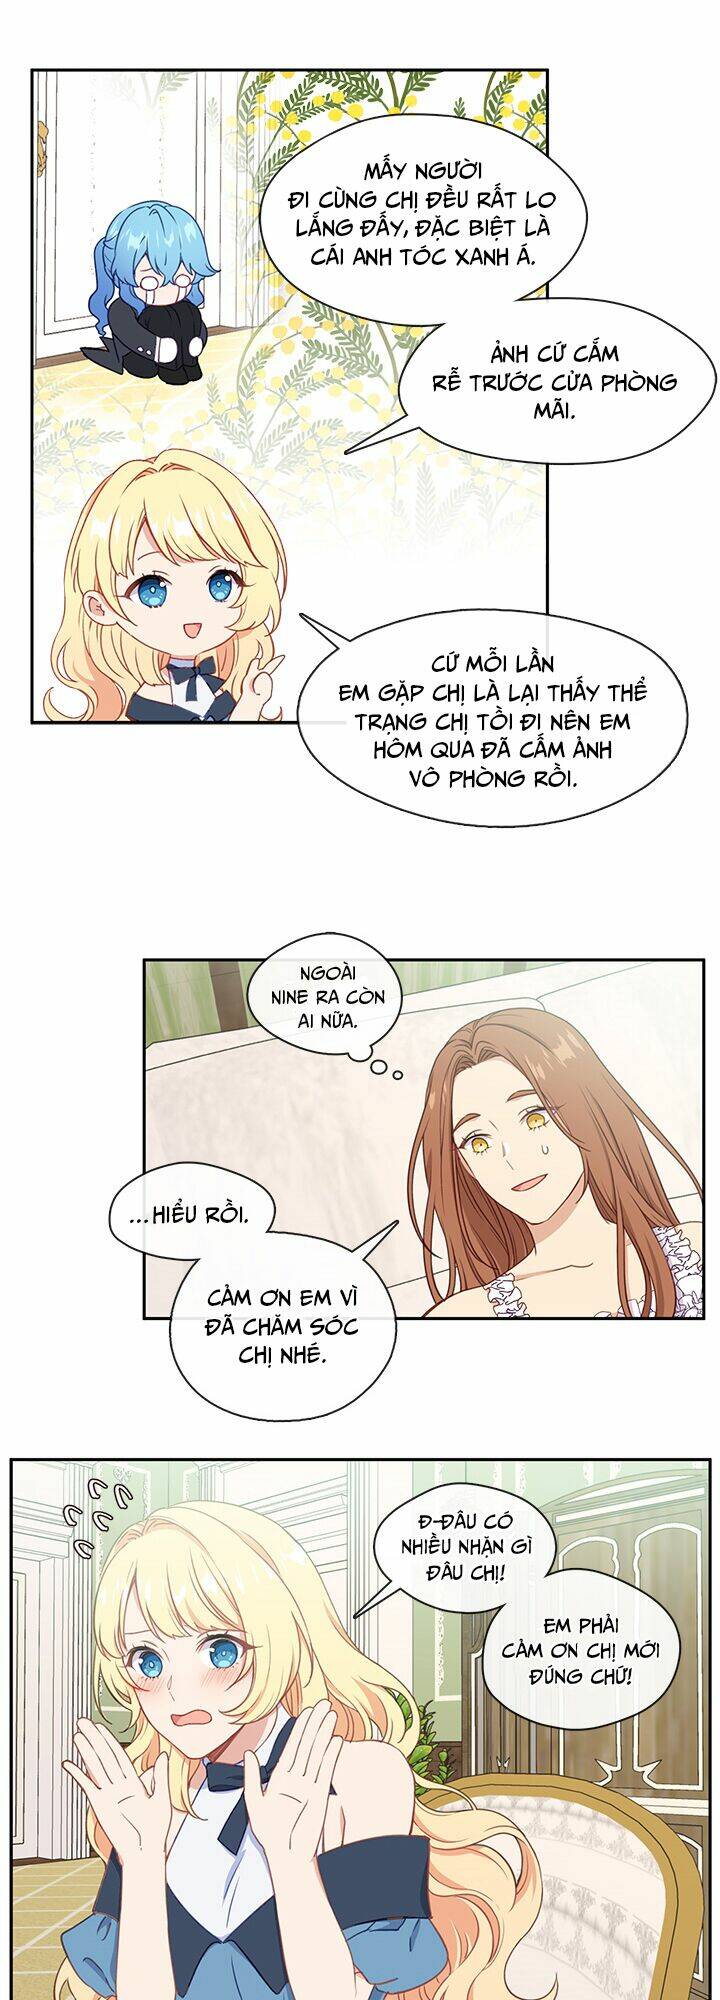 MẤY NGƯỜI
ĐI CÙNG CHỊ ĐỀU RẤT LO
LẮNG ĐẤY, ĐẶC BIỆT LÀ
CÁI ANH TÓC XANH Á.
ẢNH CỨ CẮM
RỄ TRƯỚC CỬA PHÒNG
MÃI.
CỨ MỖI LẦN
EM GẶP CHỊ LÀ LẠI THẤY THỂ
TRẠNG CHỊ TỒI ĐI NÊN EM
HÔM QUA ĐÃ CẤM ẢNH
VÔ PHÒNG RỒI.
NGOÀI
NINE RA CÒN
AI NỮA.
...HIỂU RỒI.
CẢM ƠN EM VÌ
ĐÃ CHĂM SÓC
CHỊ NHÉ.
Đ-ĐÂU CÓ
NHIỀU NHẶN GÌ
ĐÂU CHỊ!
EM PHẢI
CẢM ƠN CHỊ MỚI
ĐÚNG CHỨ!